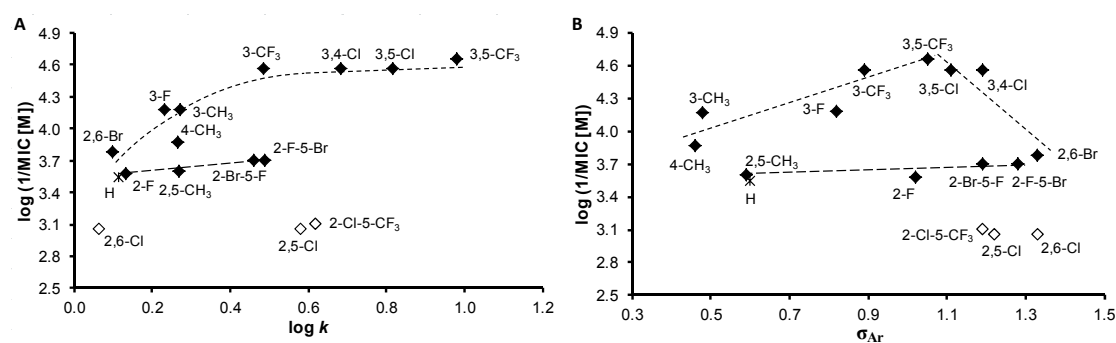 A
4.9
4.6
4.3
4.0
3.7
3.4
3.1
2.8
2.5
log (1/MIC [M])
0.0 0.2 0.4 0.6 0.8 1.0 1.2
log k
3-CF₃
3,4-Cl
3,5-Cl
3,5-CF₃
3-F
3-CH₃
4-CH₃
2,6-Br
2-F-5-Br
H
2-F
2,5-CH₃
2-Br-5-F
2,6-Cl
2,5-Cl
2-Cl-5-CF₃
B
4.9
4.6
4.3
4.0
3.7
3.4
3.1
2.8
2.5
log (1/MIC [M])
0.3 0.5 0.7 0.9 1.1 1.3 1.5
σAr
3,5-CF₃
3-CF₃
3,5-Cl
3,4-Cl
3-CH₃
3-F
4-CH₃
2,5-CH₃
2,6-Br
H
2-F
2-Br-5-F
2-F-5-Br
2-Cl-5-CF₃
2,5-Cl
2,6-Cl